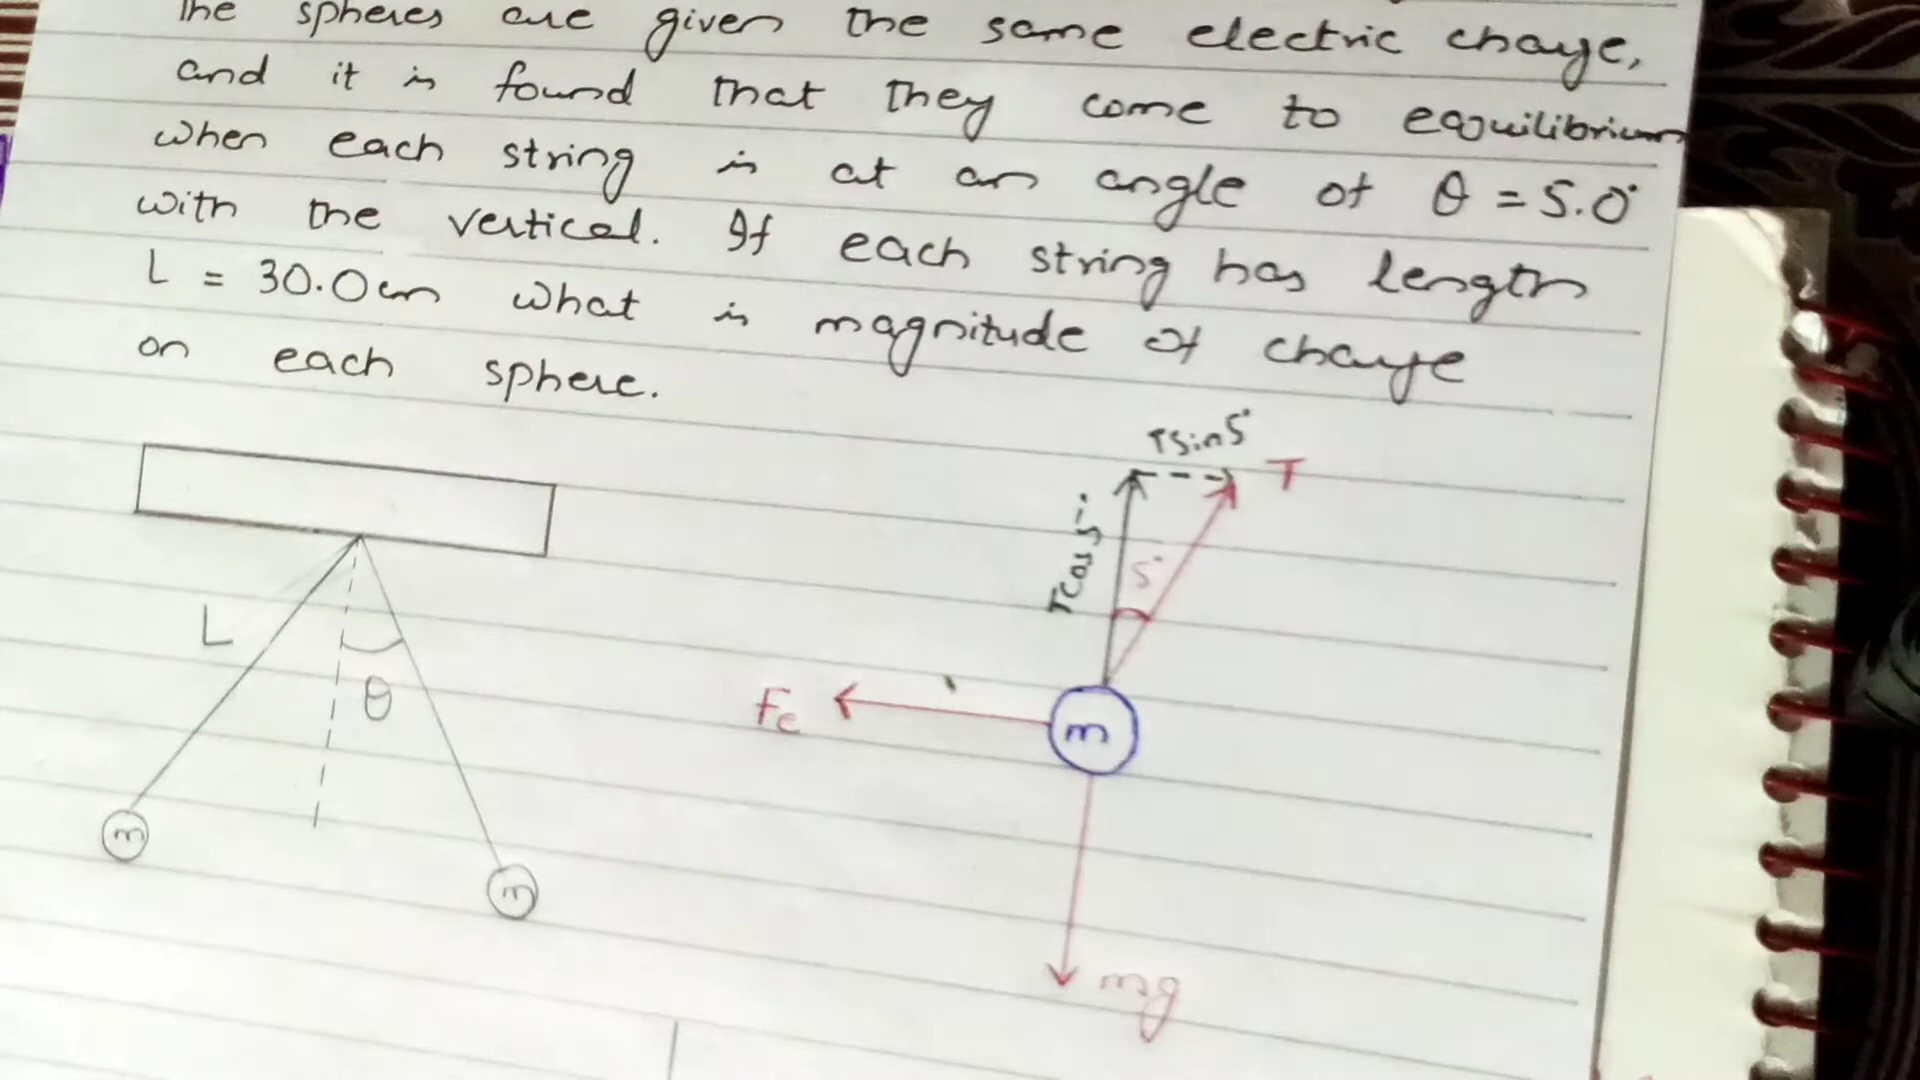 The spheres are given the same electric charge,
and it is found that they come to equilibrium
when each string is at an angle of θ = 5.0°
with the vertical. If each string has length
L = 30.0cm what is magnitude of charge
on each sphere.
Tsin5°
T
Tcos5°
5°
L
θ
Fc
m
m
m
mg